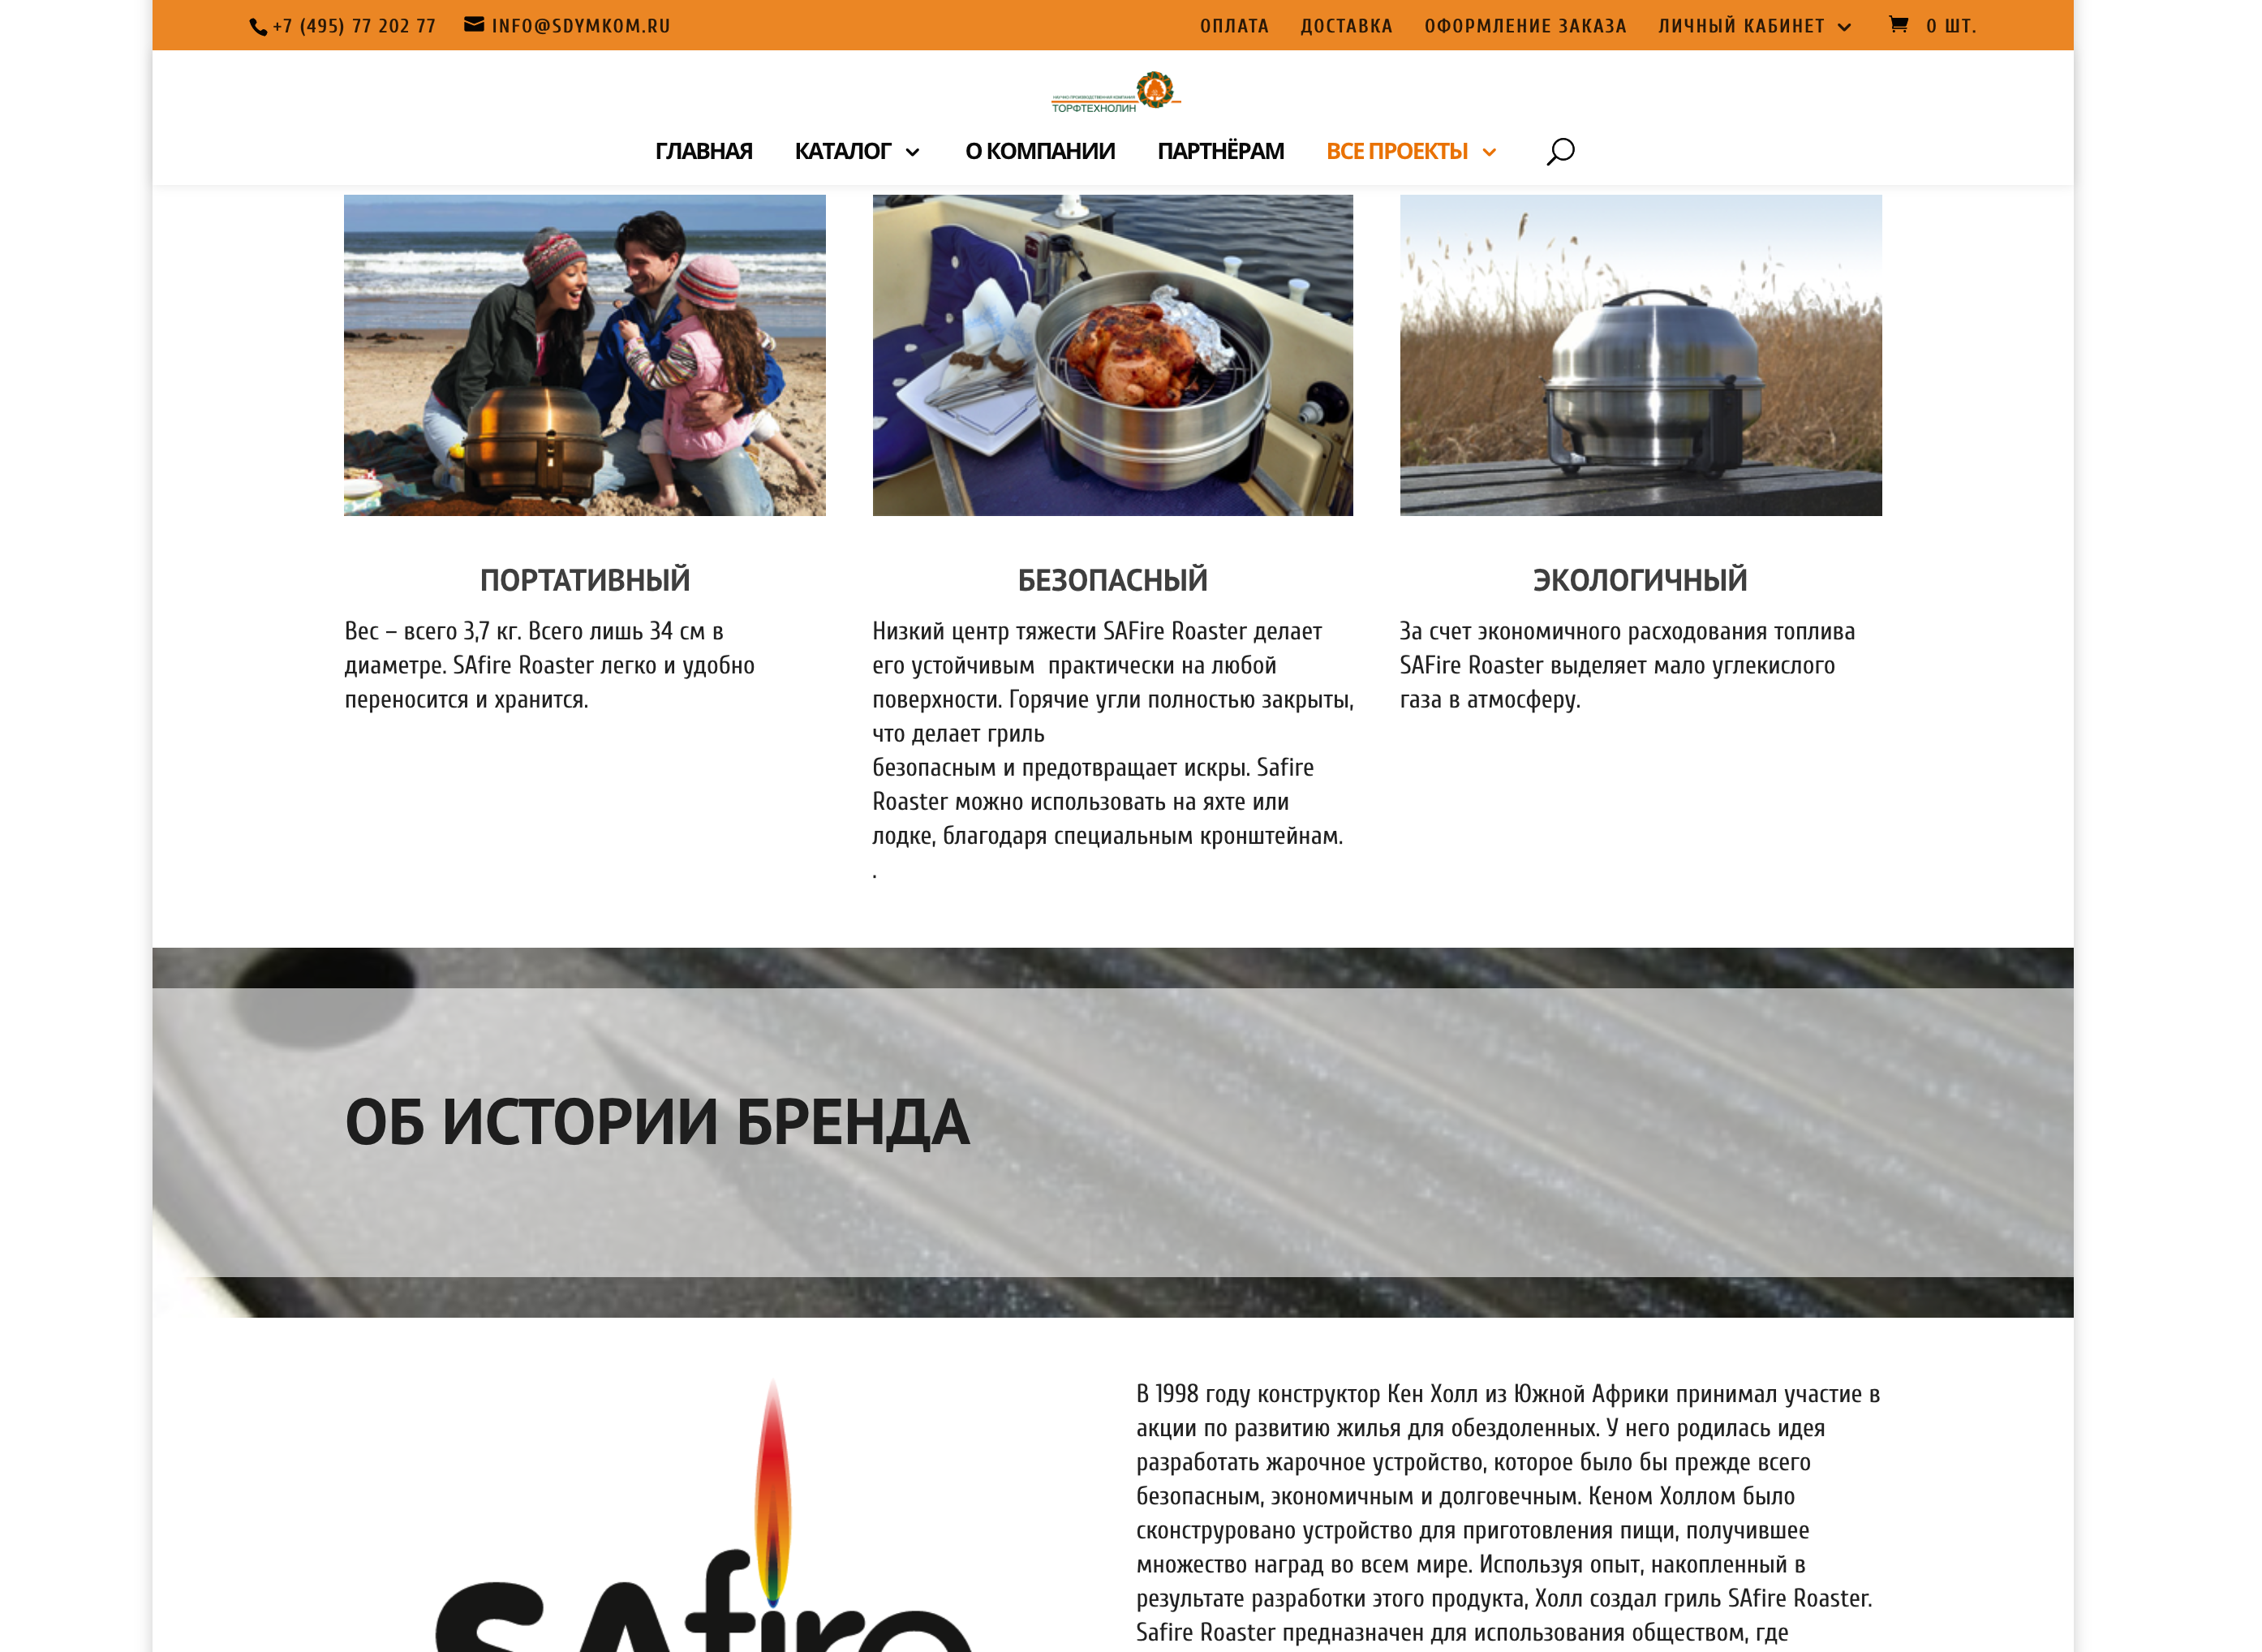 +7 (495) 77 202 77 INFO@SDYMKOM.RU ОПЛАТА ДОСТАВКА ОФОРМЛЕНИЕ ЗАКАЗА ЛИЧНЫЙ КАБИНЕТ 0 ШТ.
НАУЧНО-ПРОИЗВОДСТВЕННАЯ КОМПАНИЯ
ТОРФТЕХНОЛИН
ГЛАВНАЯ КАТАЛОГ О КОМПАНИИ ПАРТНЁРАМ ВСЕ ПРОЕКТЫ
ПОРТАТИВНЫЙ
Вес – всего 3,7 кг. Всего лишь 34 см в
диаметре. SAfire Roaster легко и удобно
переносится и хранится.
БЕЗОПАСНЫЙ
Низкий центр тяжести SAFire Roaster делает
его устойчивым  практически на любой
поверхности. Горячие угли полностью закрыты,
что делает гриль
безопасным и предотвращает искры. Safire
Roaster можно использовать на яхте или
лодке, благодаря специальным кронштейнам.
.
ЭКОЛОГИЧНЫЙ
За счет экономичного расходования топлива
SAFire Roaster выделяет мало углекислого
газа в атмосферу.
ОБ ИСТОРИИ БРЕНДА
SAfire
В 1998 году конструктор Кен Холл из Южной Африки принимал участие в
акции по развитию жилья для обездоленных. У него родилась идея
разработать жарочное устройство, которое было бы прежде всего
безопасным, экономичным и долговечным. Кеном Холлом было
сконструровано устройство для приготовления пищи, получившее
множество наград во всем мире. Используя опыт, накопленный в
результате разработки этого продукта, Холл создал гриль SAfire Roaster.
Safire Roaster предназначен для использования обществом, где